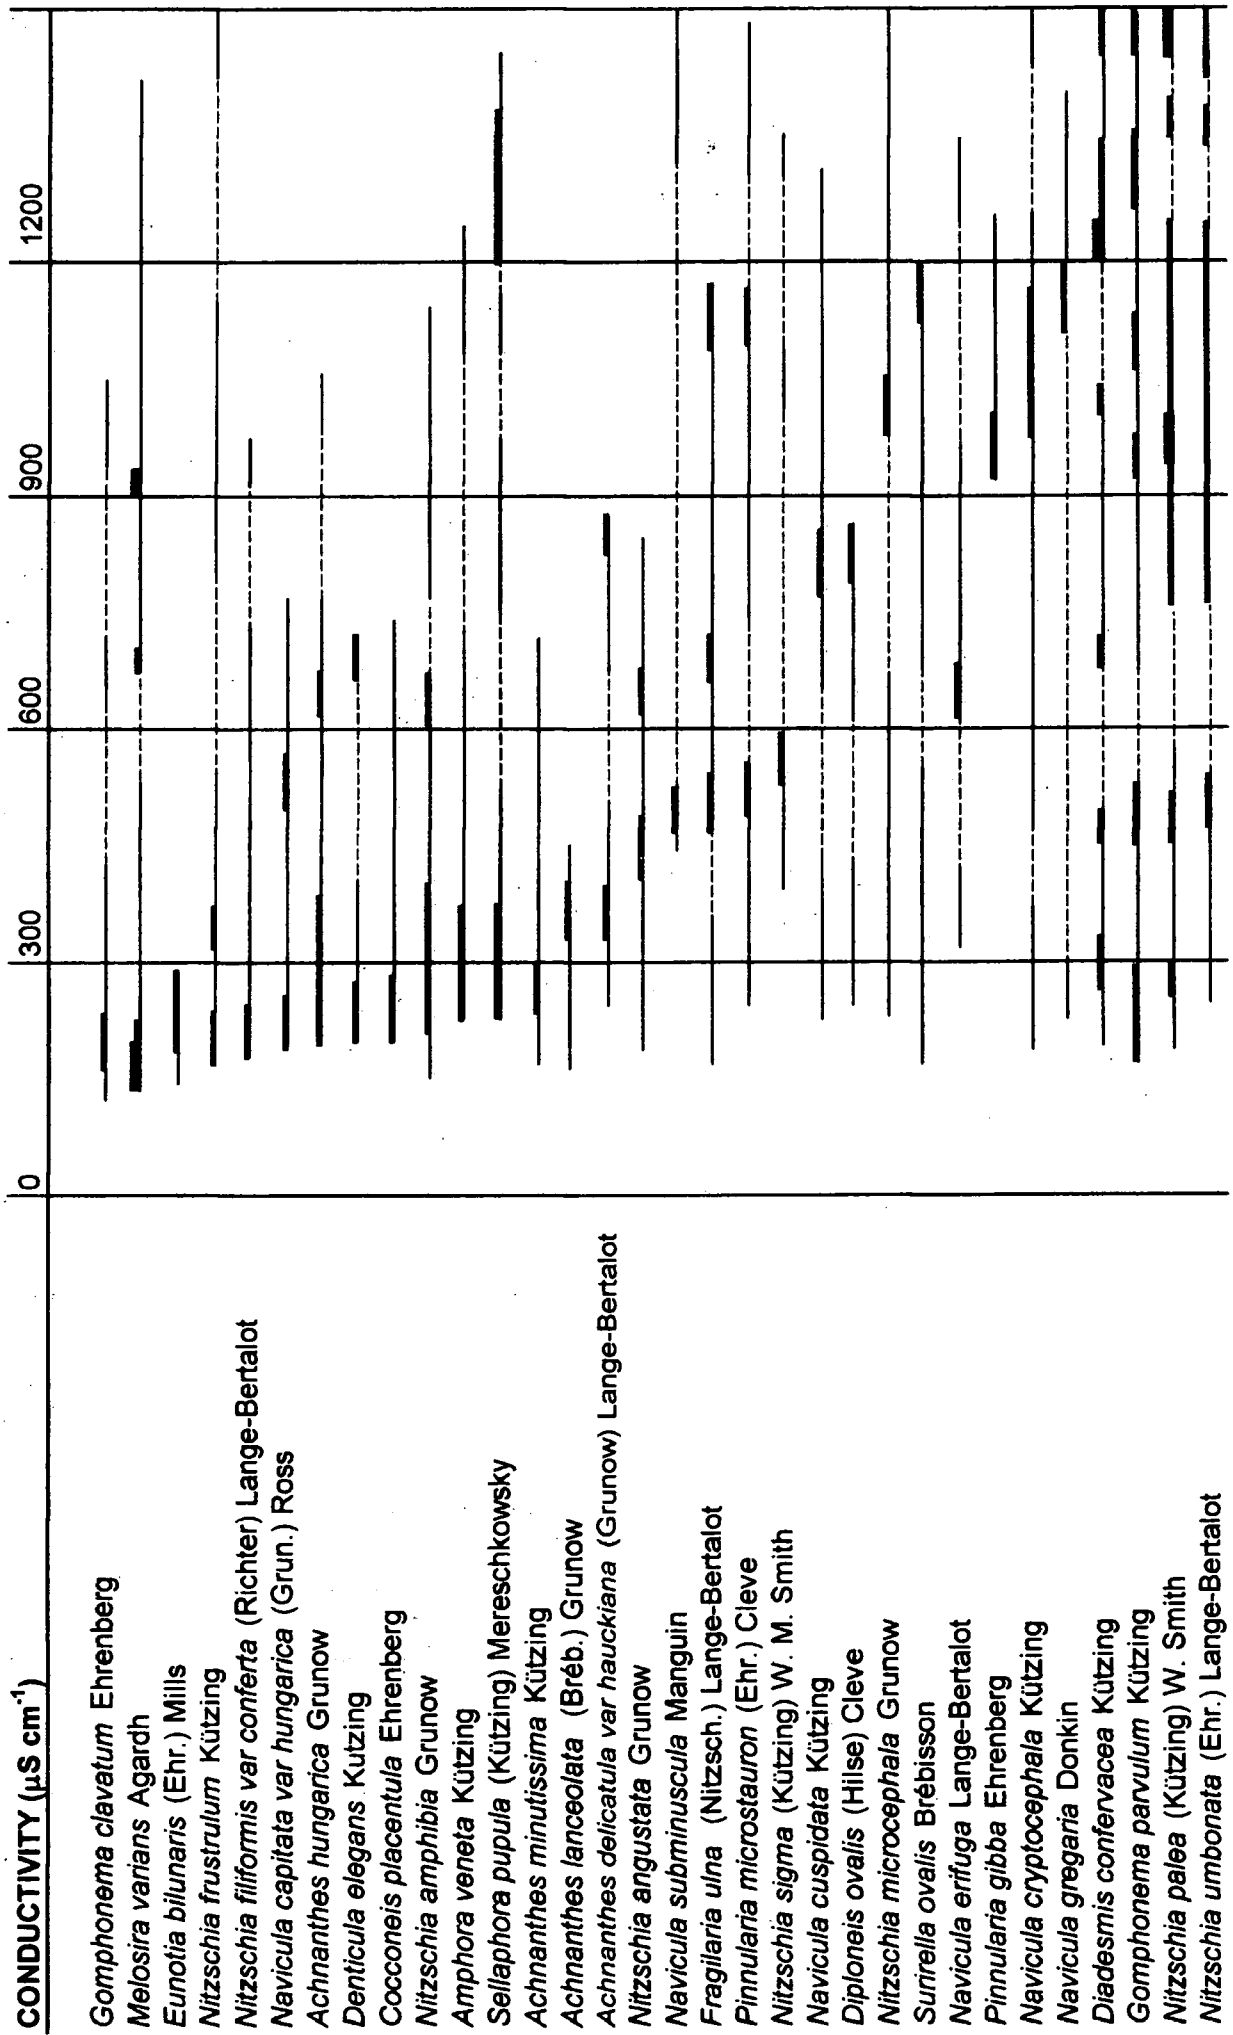 CONDUCTIVITY (µS cm-1) 0 300 600 900 1200
Gomphonema clavatum Ehrenberg
Melosira varians Agardh
Eunotia bilunaris (Ehr.) Mills
Nitzschia frustrulum Kützing
Nitzschia filiformis var conferta (Richter) Lange-Bertalot
Navicula capitata var hungarica (Grun.) Ross
Achnanthes hungarica Grunow
Denticula elegans Kutzing
Cocconeis placentula Ehrenberg
Nitzschia amphibia Grunow
Amphora veneta Kützing
Sellaphora pupula (Kützing) Mereschkowsky
Achnanthes minutissima Kützing
Achnanthes lanceolata (Bréb.) Grunow
Achnanthes delicatula var hauckiana (Grunow) Lange-Bertalot
Nitzschia angustata Grunow
Navicula subminuscula Manguin
Fragilaria ulna (Nitzsch.) Lange-Bertalot
Pinnularia microstauron (Ehr.) Cleve
Nitzschia sigma (Kützing) W. M. Smith
Navicula cuspidata Kützing
Diploneis ovalis (Hilse) Cleve
Nitzschia microcephala Grunow
Surirella ovalis Brébisson
Navicula erifuga Lange-Bertalot
Pinnularia gibba Ehrenberg
Navicula cryptocephala Kützing
Navicula gregaria Donkin
Diadesmis confervacea Kützing
Gomphonema parvulum Kützing
Nitzschia palea (Kützing) W. Smith
Nitzschia umbonata (Ehr.) Lange-Bertalot